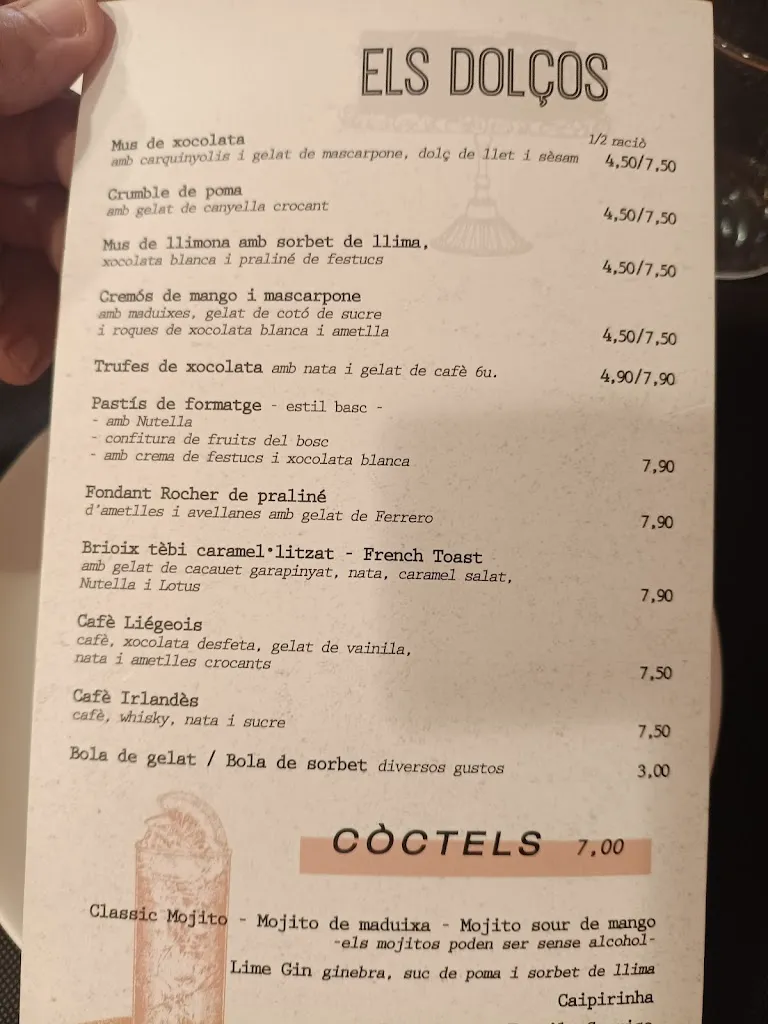 ELS DOLÇOS
1/2 raciò
Mus de xocolata
amb carquinyolis i gelat de mascarpone, dolç de llet i sèsam 4,50/7,50
Crumble de poma
amb gelat de canyella crocant 4,50/7,50
Mus de llimona amb sorbet de llima,
xocolata blanca i praliné de festucs 4,50/7,50
Cremós de mango i mascarpone
amb maduixes, gelat de cotó de sucre
i roques de xocolata blanca i ametlla 4,50/7,50
Trufes de xocolata amb nata i gelat de cafè 6u. 4,90/7,90
Pastís de formatge - estil basc -
- amb Nutella
- confitura de fruits del bosc
- amb crema de festucs i xocolata blanca 7,90
Fondant Rocher de praliné
d'ametlles i avellanes amb gelat de Ferrero 7,90
Brioix tèbi caramel·litzat - French Toast
amb gelat de cacauet garapinyat, nata, caramel salat,
Nutella i Lotus 7,90
Cafè Liégeois
cafè, xocolata desfeta, gelat de vainila,
nata i ametlles crocants 7,50
Cafè Irlandès
cafè, whisky, nata i sucre 7,50
Bola de gelat / Bola de sorbet diversos gustos 3,00
CÒCTELS 7,00
Classic Mojito - Mojito de maduixa - Mojito sour de mango
-els mojitos poden ser sense alcohol-
Lime Gin ginebra, suc de poma i sorbet de llima
Caipirinha